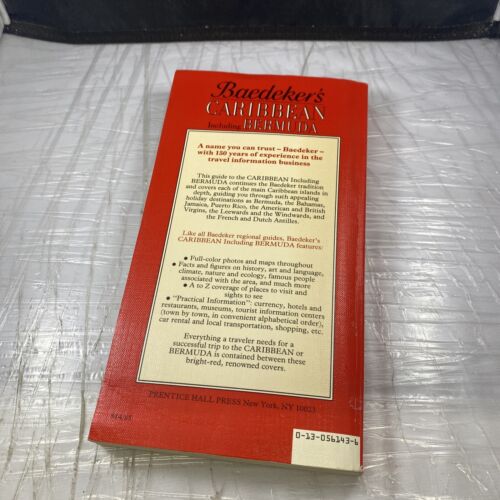 Baedeker's
CARIBBEAN
Including BERMUDA
A name you can trust – Baedeker –
with 150 years of experience in the
travel information business
This guide to the CARIBBEAN Including
BERMUDA continues the Baedeker tradition
and covers each of the main Caribbean islands in
depth, guiding you through such appealing
holiday destinations as Bermuda, the Bahamas,
Jamaica, Puerto Rico, the American and British
Virgins, the Leewards and the Windwards, and
the French and Dutch Antilles.
Like all Baedeker regional guides, Baedeker's
CARIBBEAN Including BERMUDA features:
● Full-color photos and maps throughout
● Facts and figures on history, art and language,
climate, nature and ecology, famous people
associated with the area, and much more
● A to Z coverage of places to visit and
sights to see
● "Practical Information": currency, hotels and
restaurants, museums, tourist information centers
(town by town, in convenient alphabetical order),
car rental and local transportation, shopping, etc.
Everything a traveler needs for a
successful trip to the CARIBBEAN or
BERMUDA is contained between these
bright-red, renowned covers.
PRENTICE HALL PRESS New York, NY 10023
$14.95
0-13-056143-6